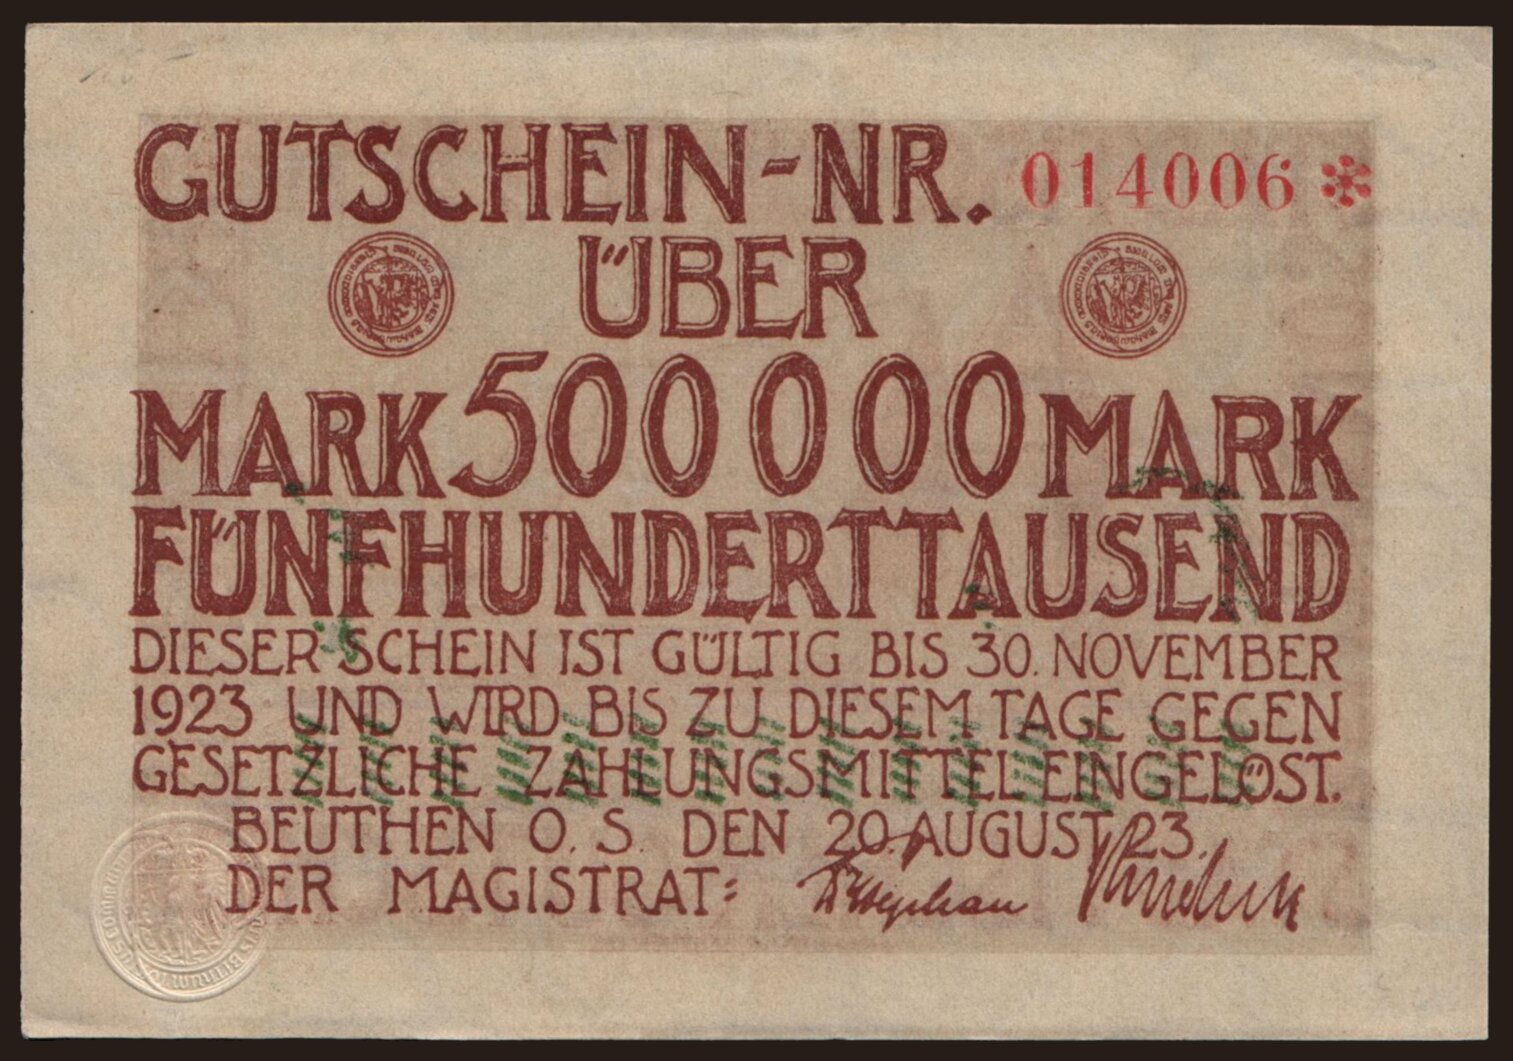 GUTSCHEIN-NR. 014006
ÜBER
MARK 500 000 MARK
FÜNFHUNDERTTAUSEND
DIESER SCHEIN IST GÜLTIG BIS 30. NOVEMBER
1923 UND WIRD BIS ZU DIESEM TAGE GEGEN
GESETZLICHE ZAHLUNGSMITTEL EINGELÖST.
BEUTHEN O. S. DEN 20. AUGUST 23.
DER MAGISTRAT: